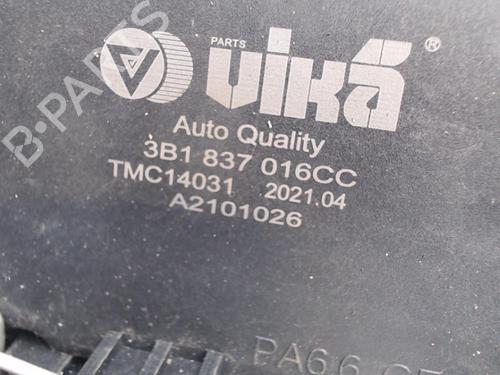 PARTS
vika®
Auto Quality
3B1 837 016CC
TMC14031 2021.04
A2101026
PA66
B-PARTS